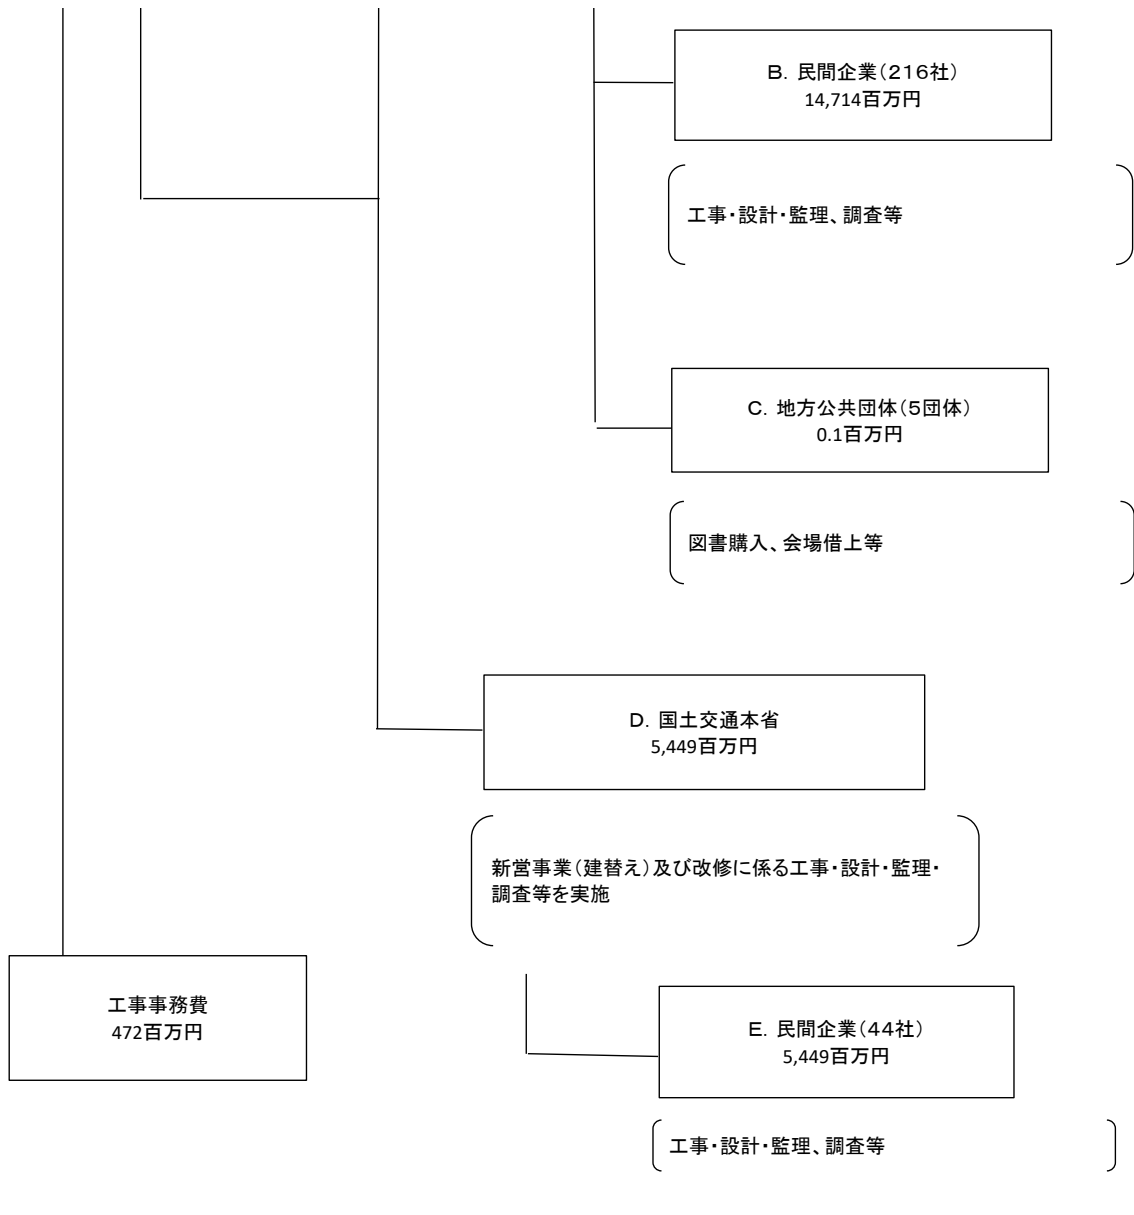 B．民間企業（２１６社）
14,714百万円
工事・設計・監理、調査等
C．地方公共団体（５団体）
0.1百万円
図書購入、会場借上等
D．国土交通本省
5,449百万円
新営事業（建替え）及び改修に係る工事・設計・監理・
調査等を実施
工事事務費
472百万円
E．民間企業（４４社）
5,449百万円
工事・設計・監理、調査等